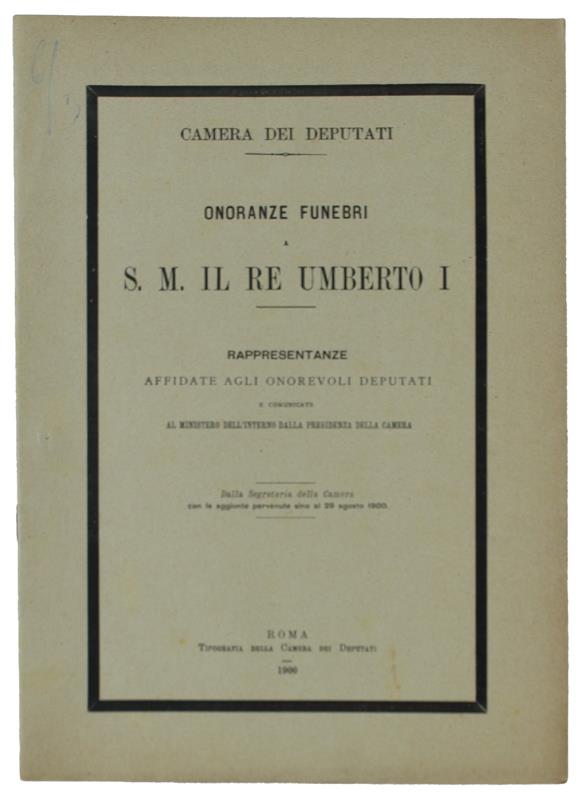 CAMERA DEI DEPUTATI
ONORANZE FUNEBRI
A
S. M. IL RE UMBERTO I
RAPPRESENTANZE
AFFIDATE AGLI ONOREVOLI DEPUTATI
E COMUNICATE
AL MINISTERO DELL'INTERNO DALLA PRESIDENZA DELLA CAMERA
Dalla Segreteria della Camera
con le aggiunte pervenute sino al 29 agosto 1900.
ROMA
TIPOGRAFIA DELLA CAMERA DEI DEPUTATI
1900